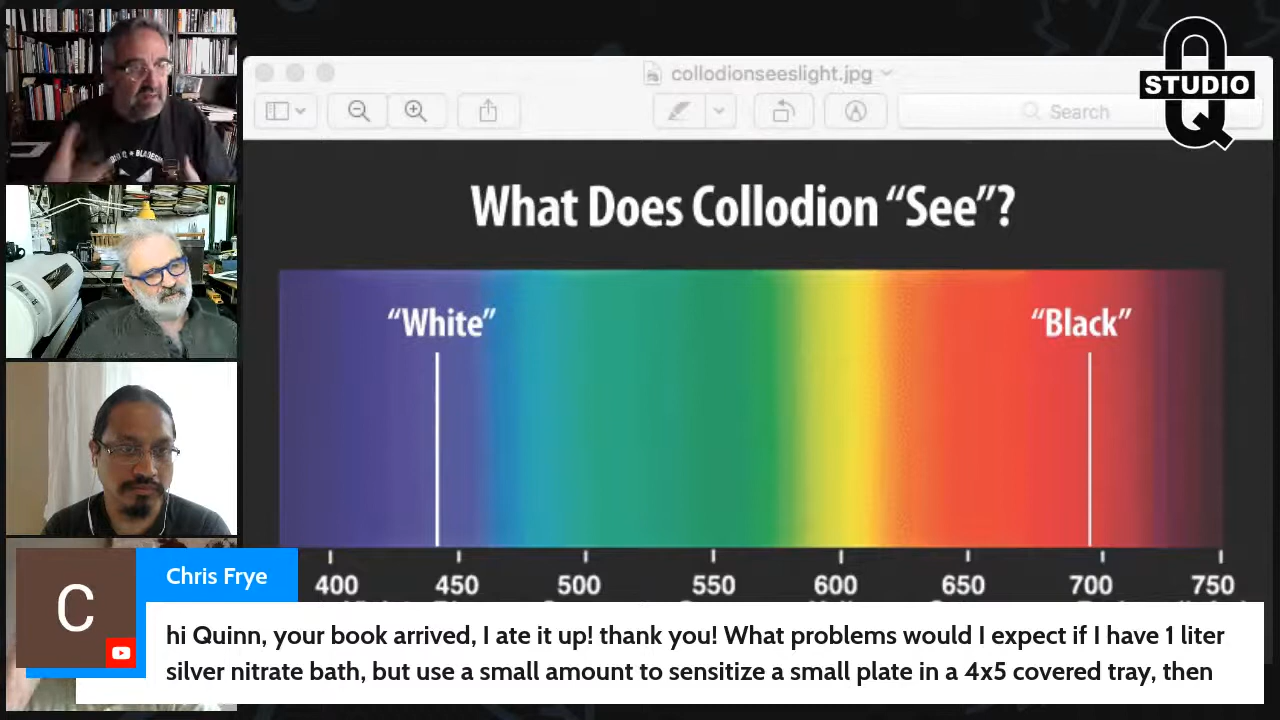 collodionseeslight.jpg
Search
STUDIO
Q
What Does Collodion “See”?
“White”
“Black”
400 450 500 550 600 650 700 750
C
Chris Frye
hi Quinn, your book arrived, I ate it up! thank you! What problems would I expect if I have 1 liter
silver nitrate bath, but use a small amount to sensitize a small plate in a 4x5 covered tray, then